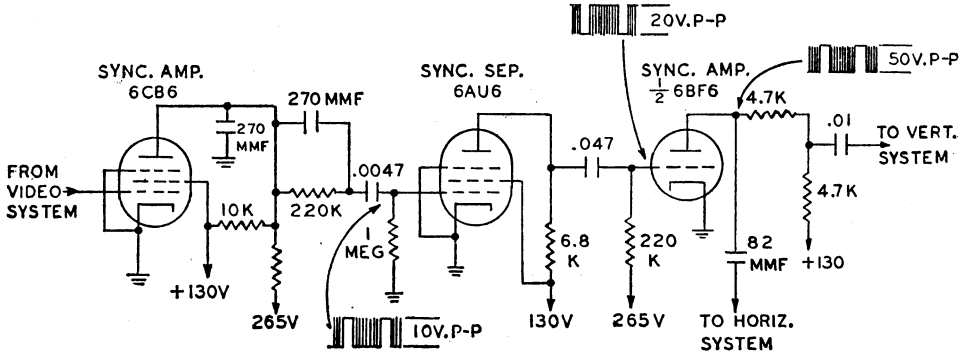 20V.P-P
50V.P-P
SYNC. AMP.
6CB6
SYNC. SEP.
6AU6
SYNC. AMP.
1/2 6BF6
270 MMF
270
MMF
4.7K
.01
TO VERT.
SYSTEM
FROM
VIDEO
SYSTEM
.0047
.047
10K
220K
1
MEG
6.8
K
220
K
4.7K
82
MMF
+130V
265V
10V.P-P
130V
265V
+130
TO HORIZ.
SYSTEM